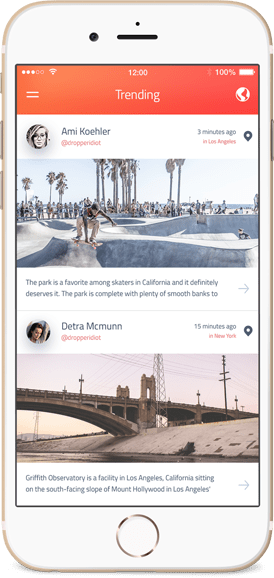 12:00
100%
Trending
Ami Koehler
3 minutes ago
@dropperidiot
in Los Angeles
The park is a favorite among skaters in California and it definitely
deserves it. The park is complete with plenty of smooth banks to
Detra Mcmunn
15 minutes ago
@dropperidiot
in New York
Griffith Observatory is a facility in Los Angeles, California sitting
on the south-facing slope of Mount Hollywood in Los Angeles'